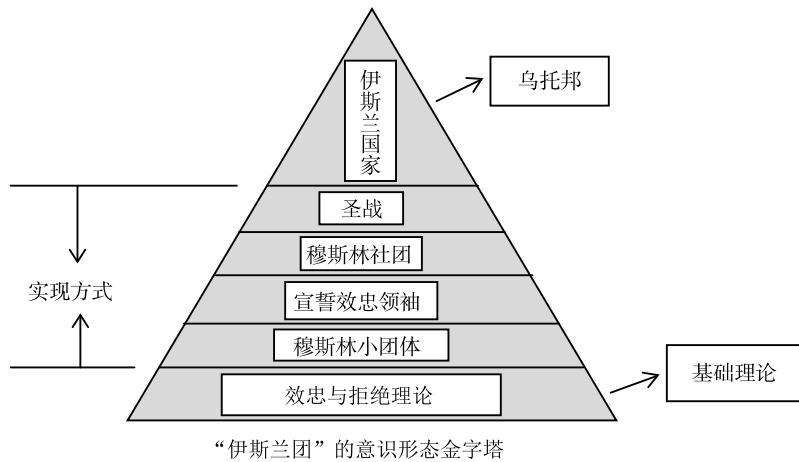 伊斯兰国家
乌托邦
圣战
穆斯林社团
实现方式
宣誓效忠领袖
穆斯林小团体
基础理论
效忠与拒绝理论
“伊斯兰团”的意识形态金字塔